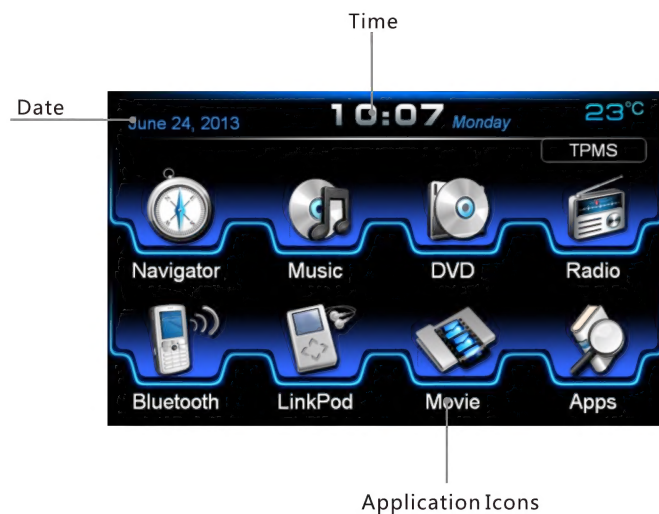 Time
Date
June 24, 2013 10:07 Monday 23°C
TPMS
Navigator Music DVD Radio
Bluetooth LinkPod Movie Apps
Application Icons